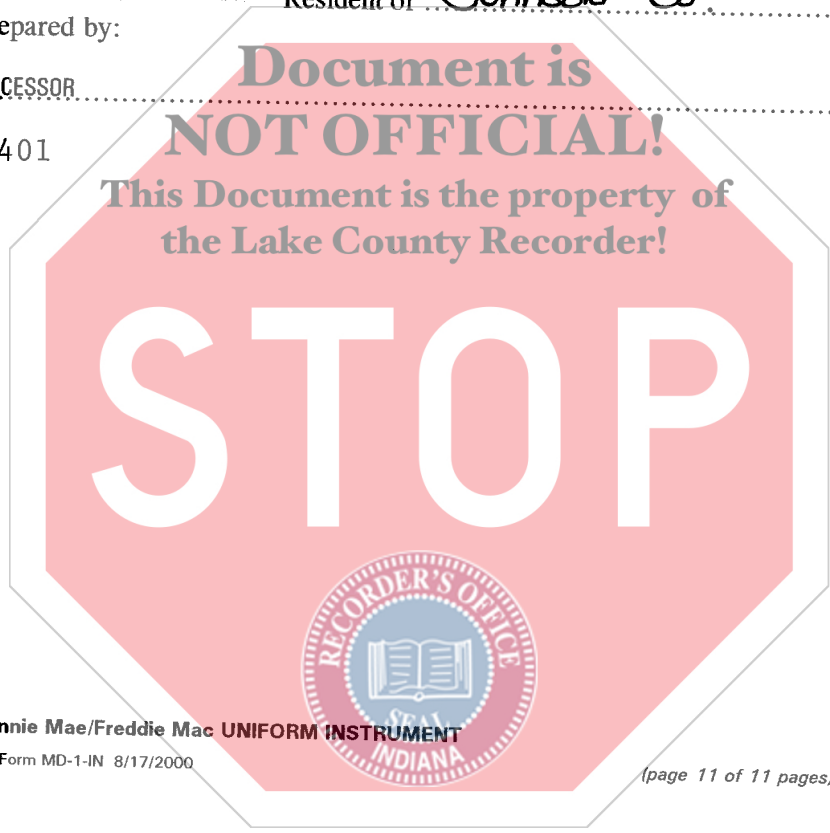 Resident of Johnson Co.
epared by:
CESSOR
401
Document is
NOT OFFICIAL!
This Document is the property of
the Lake County Recorder!
STOP
RECORDER'S OFFICE
SEAL
INDIANA
nnie Mae/Freddie Mac UNIFORM INSTRUMENT
Form MD-1-IN 8/17/2000
(page 11 of 11 pages)